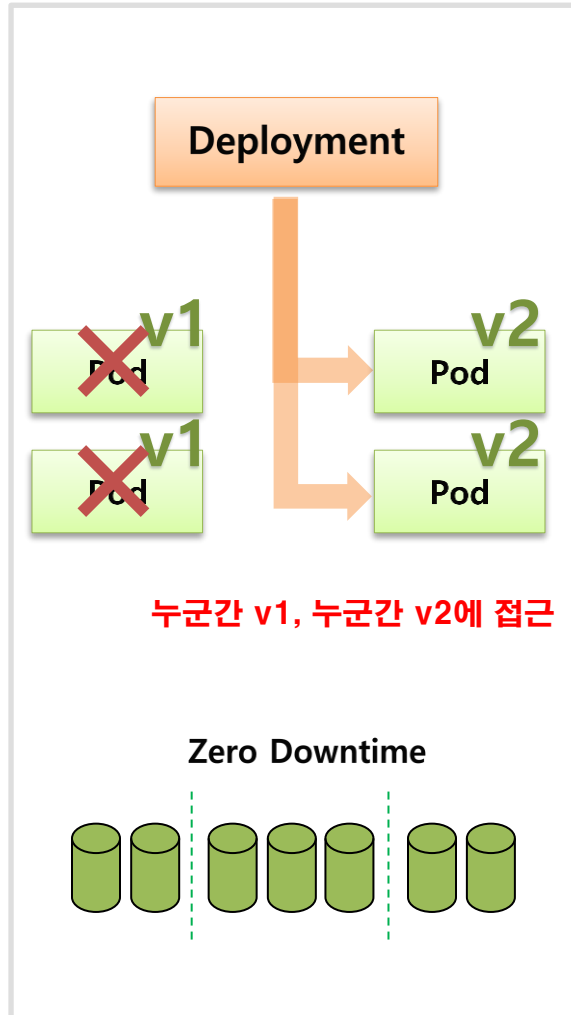 Deployment
v1
v2
Pod
Pod
v1
v2
Pod
Pod
누군간 v1, 누군간 v2에 접근
Zero Downtime